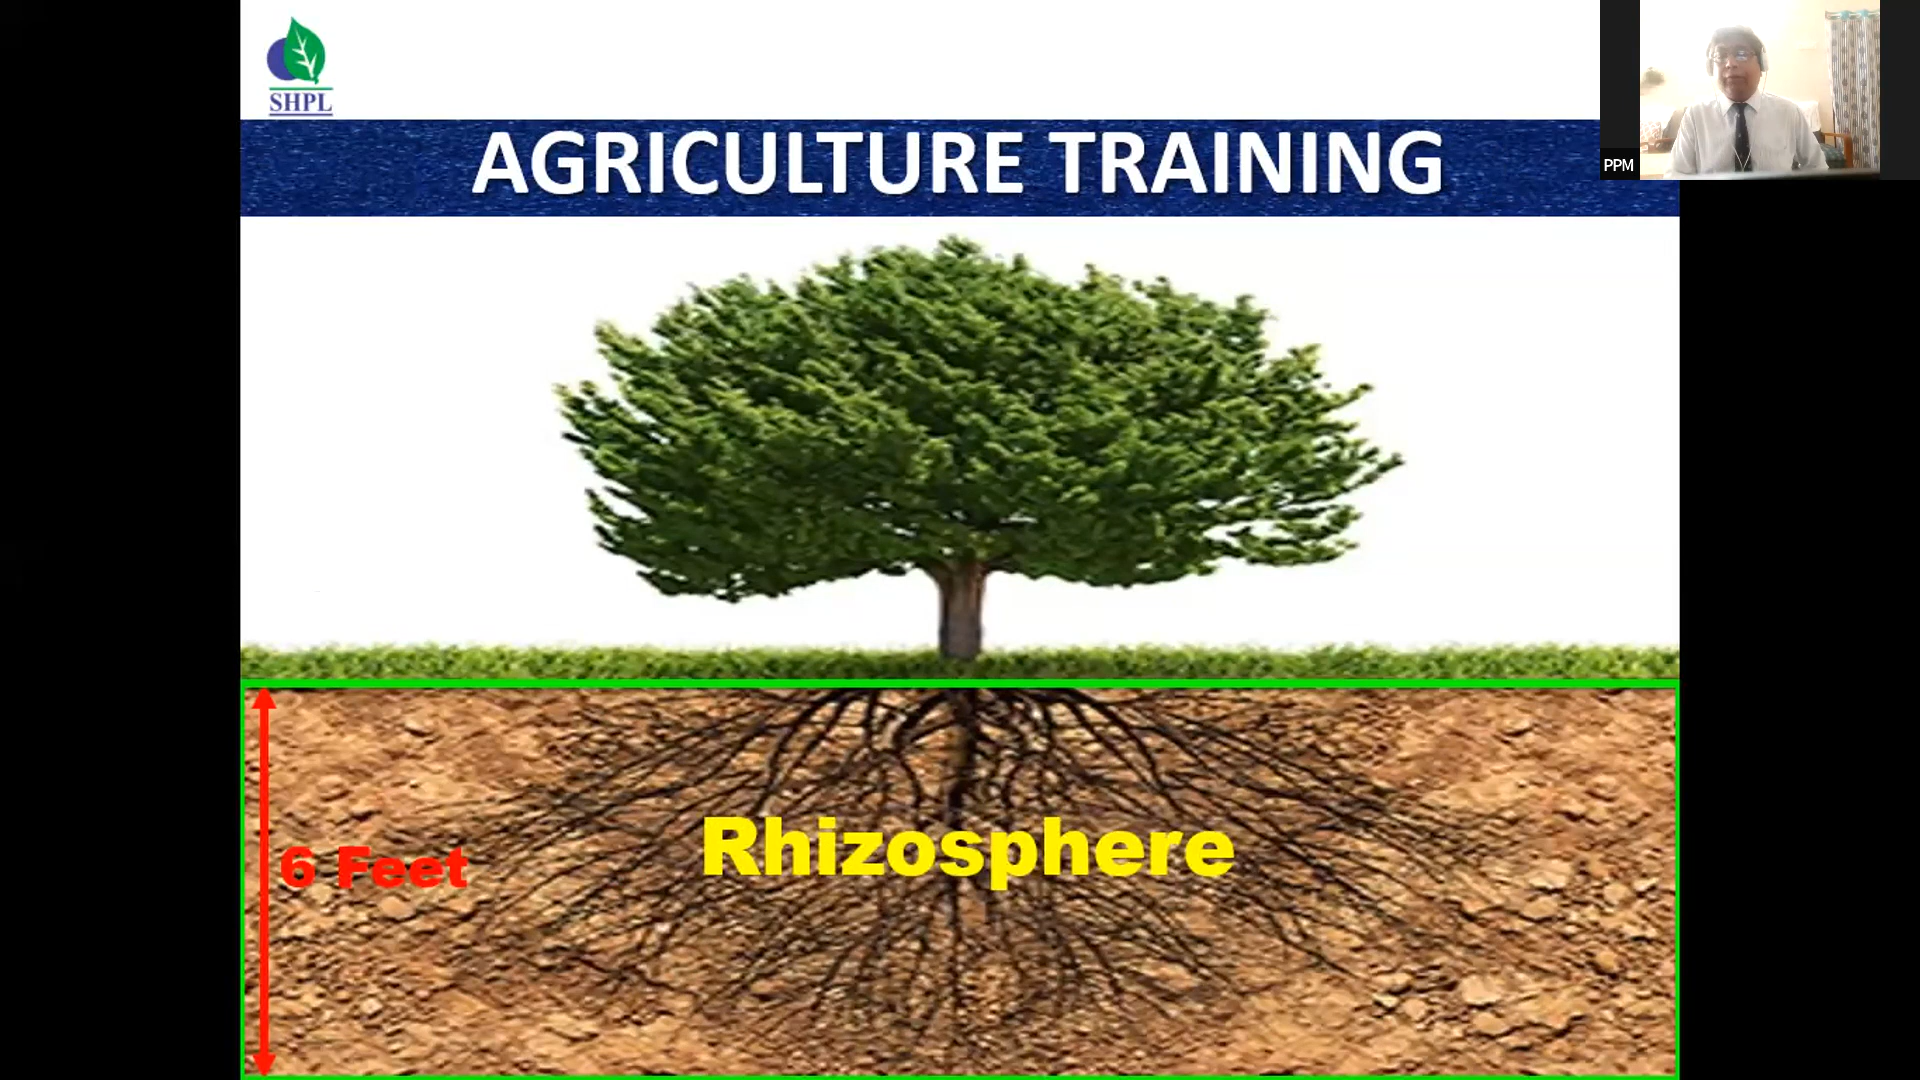 SHPL
PPM
AGRICULTURE TRAINING
Rhizosphere
6 Feet